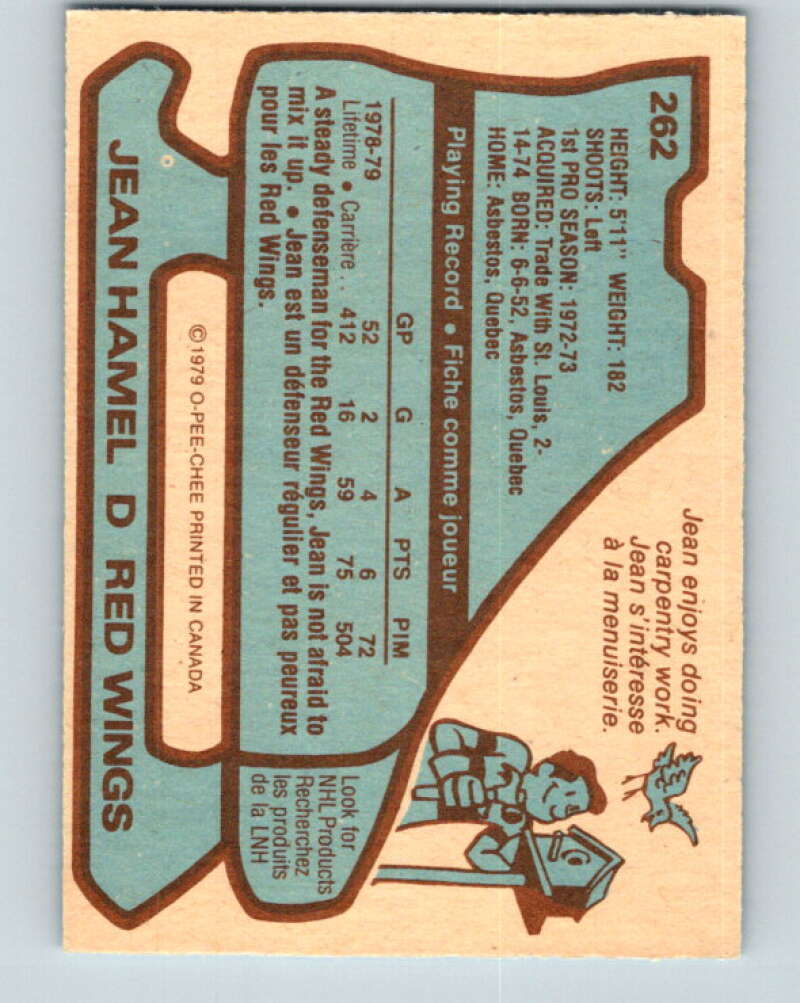 262
HEIGHT: 5'11" WEIGHT: 182
SHOOTS: Left
1st PRO SEASON: 1972-73
ACQUIRED: Trade With St. Louis, 2-
14-74 BORN: 6-6-52, Asbestos, Quebec
HOME: Asbestos, Quebec
Jean enjoys doing
carpentry work.
Jean s'intéresse
à la menuiserie.
Playing Record • Fiche comme joueur
GP G A PTS PIM
1978-79 52 2 4 6 72
Lifetime • Carrière . . 412 16 59 75 504
A steady defenseman for the Red Wings, Jean is not afraid to
mix it up. • Jean est un défenseur régulier et pas peureux
pour les Red Wings.
Look for
NHL Products
Recherchez
les produits
de la LNH
©1979 O-PEE-CHEE PRINTED IN CANADA
JEAN HAMEL D RED WINGS